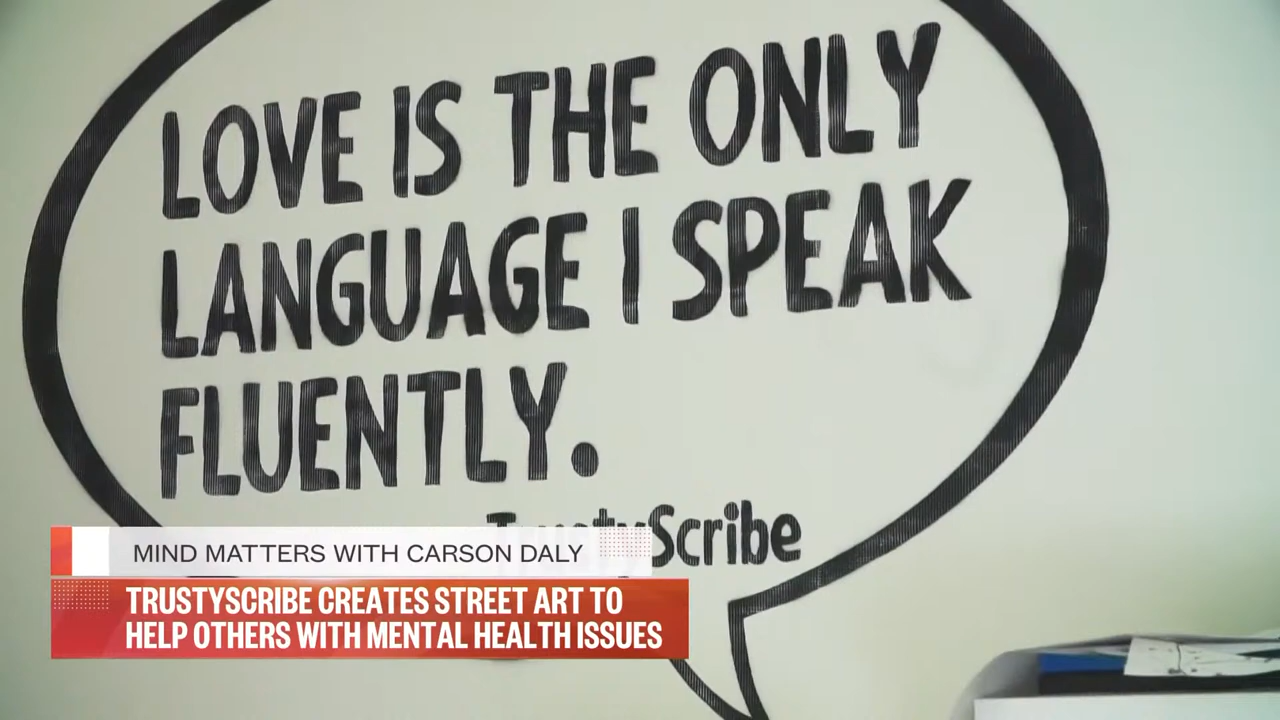 LOVE IS THE ONLY
LANGUAGE I SPEAK
FLUENTLY.
TrustyScribe
MIND MATTERS WITH CARSON DALY
TRUSTYSCRIBE CREATES STREET ART TO
HELP OTHERS WITH MENTAL HEALTH ISSUES